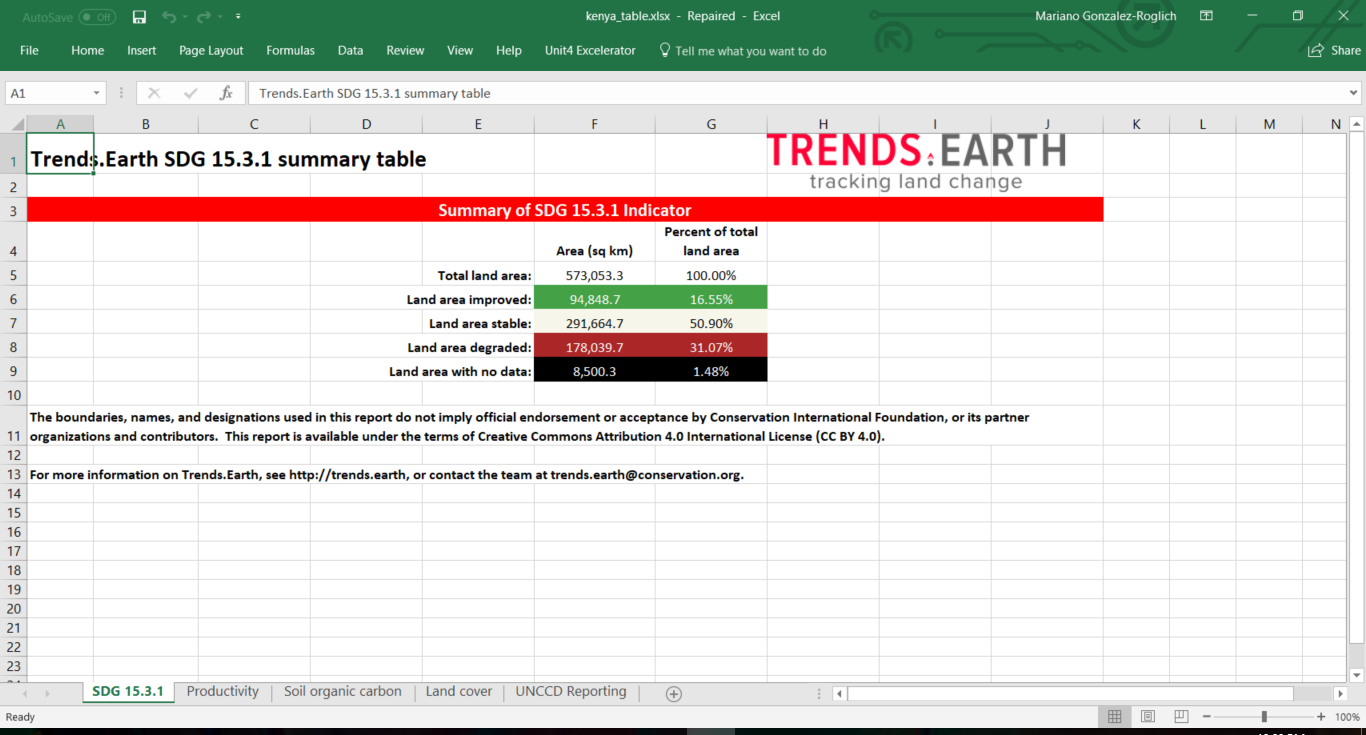 AutoSave Off
kenya_table.xlsx - Repaired - Excel
Mariano Gonzalez-Roglich
File Home Insert Page Layout Formulas Data Review View Help Unit4 Excelerator Tell me what you want to do Share
A1 fx Trends.Earth SDG 15.3.1 summary table
A B C D E F G H I J K L M N
1 Trends.Earth SDG 15.3.1 summary table
TRENDS.EARTH
tracking land change
2
3 Summary of SDG 15.3.1 Indicator
Percent of total
4 Area (sq km) land area
5 Total land area: 573,053.3 100.00%
6 Land area improved: 94,848.7 16.55%
7 Land area stable: 291,664.7 50.90%
8 Land area degraded: 178,039.7 31.07%
9 Land area with no data: 8,500.3 1.48%
10
The boundaries, names, and designations used in this report do not imply official endorsement or acceptance by Conservation International Foundation, or its partner
11 organizations and contributors. This report is available under the terms of Creative Commons Attribution 4.0 International License (CC BY 4.0).
12
13 For more information on Trends.Earth, see http://trends.earth, or contact the team at trends.earth@conservation.org.
14
15
16
17
18
19
20
21
22
23
SDG 15.3.1 Productivity Soil organic carbon Land cover UNCCD Reporting
Ready 100%